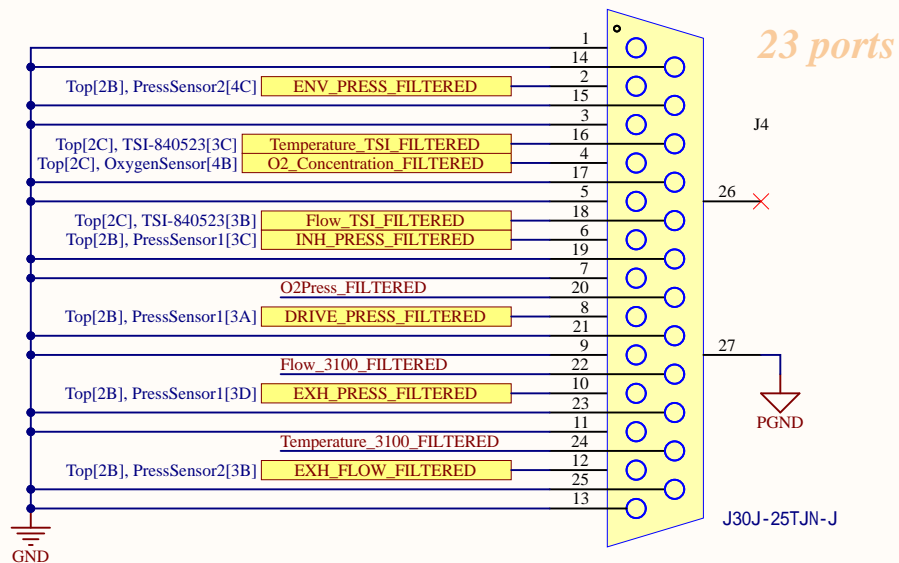 23 ports
J4
1
14
Top[2B], PressSensor2[4C] ENV_PRESS_FILTERED 2
15
3
Top[2C], TSI-840523[3C] Temperature_TSI_FILTERED 16
Top[2C], OxygenSensor[4B] O2_Concentration_FILTERED 4
17
5
26
Top[2C], TSI-840523[3B] Flow_TSI_FILTERED 18
Top[2B], PressSensor1[3C] INH_PRESS_FILTERED 6
19
7
O2Press_FILTERED 20
Top[2B], PressSensor1[3A] DRIVE_PRESS_FILTERED 8
21
9
27
Flow_3100_FILTERED 22
Top[2B], PressSensor1[3D] EXH_PRESS_FILTERED 10
23
PGND
11
Temperature_3100_FILTERED 24
Top[2B], PressSensor2[3B] EXH_FLOW_FILTERED 12
25
13
J30J-25TJN-J
GND